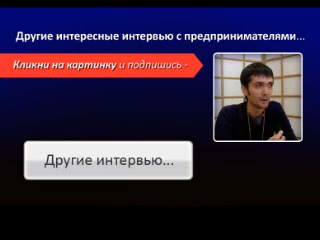 Другие интересные интервью с предпринимателями...
Кликни на картинку и подпишись -
Другие интервью...